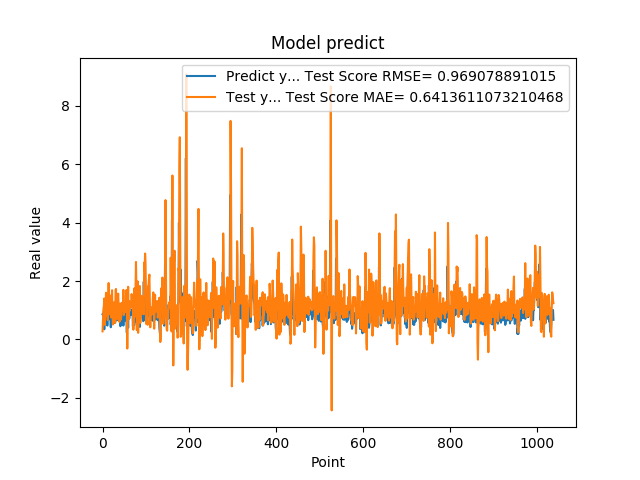 Model predict
Predict y... Test Score RMSE= 0.969078891015
Test y... Test Score MAE= 0.6413611073210468
Real value
8
6
4
2
0
−2
0 200 400 600 800 1000
Point